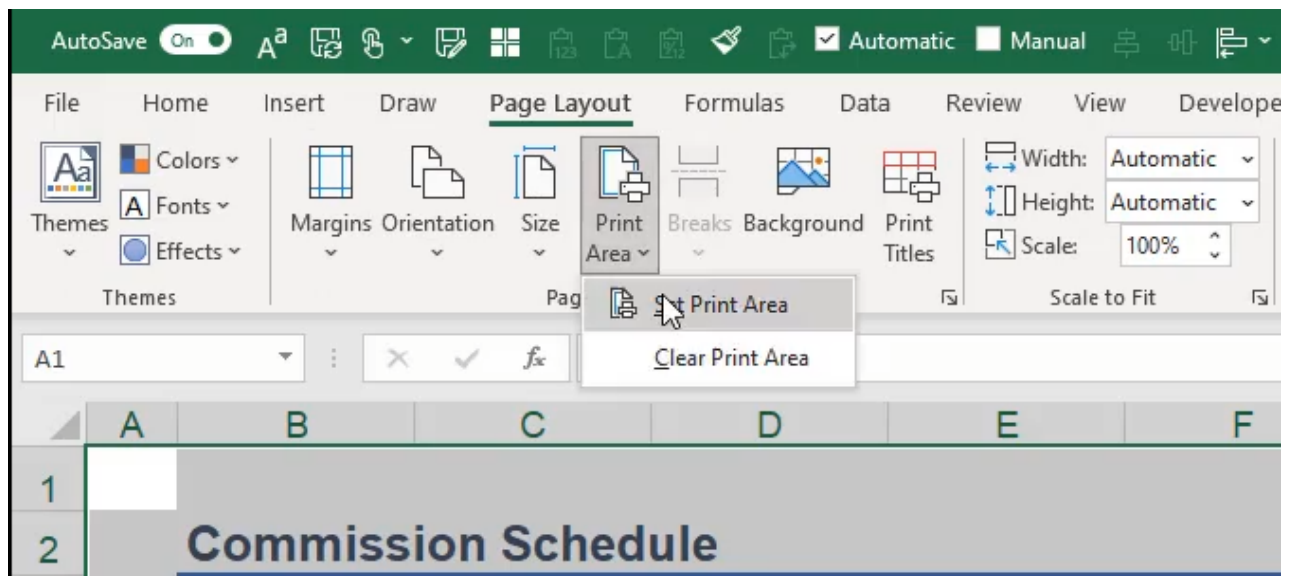 AutoSave On Automatic Manual
File Home Insert Draw Page Layout Formulas Data Review View Develope
Themes Colors Fonts Effects
Margins Orientation Size Print Area Breaks Background Print Titles
Width: Automatic
Height: Automatic
Scale: 100%
Themes Pag Scale to Fit
Set Print Area
Clear Print Area
A1 fx
A B C D E F
1
2 Commission Schedule